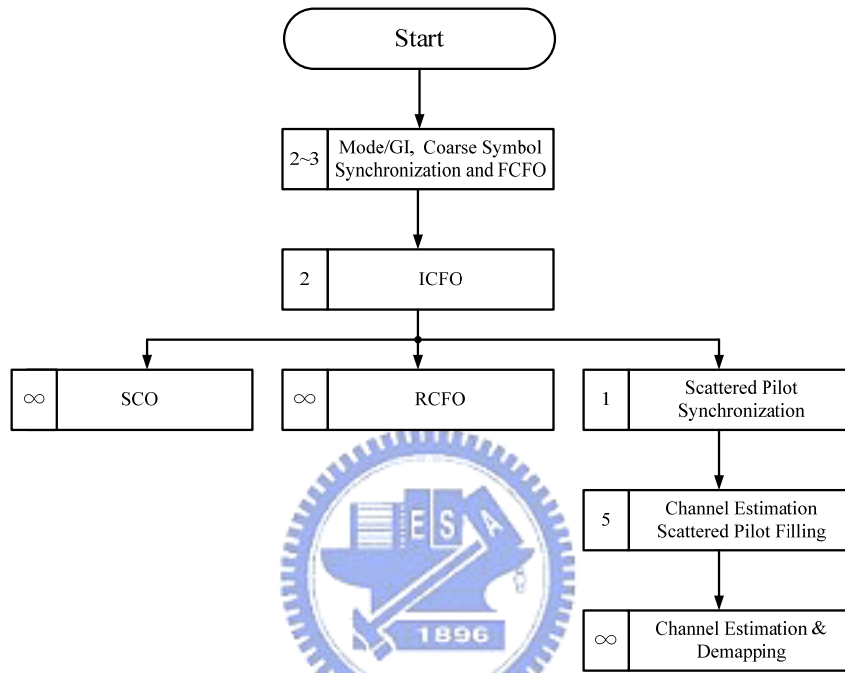 Start
2~3
Mode/GI, Coarse Symbol
Synchronization and FCFO
2
ICFO
∞
SCO
∞
RCFO
1
Scattered Pilot
Synchronization
5
Channel Estimation
Scattered Pilot Filling
∞
Channel Estimation &
Demapping
E S A
1896